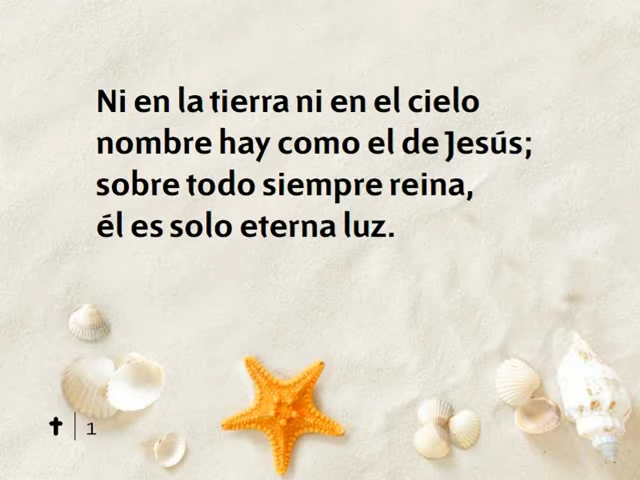 Ni en la tierra ni en el cielo
nombre hay como el de Jesús;
sobre todo siempre reina,
él es solo eterna luz.
1